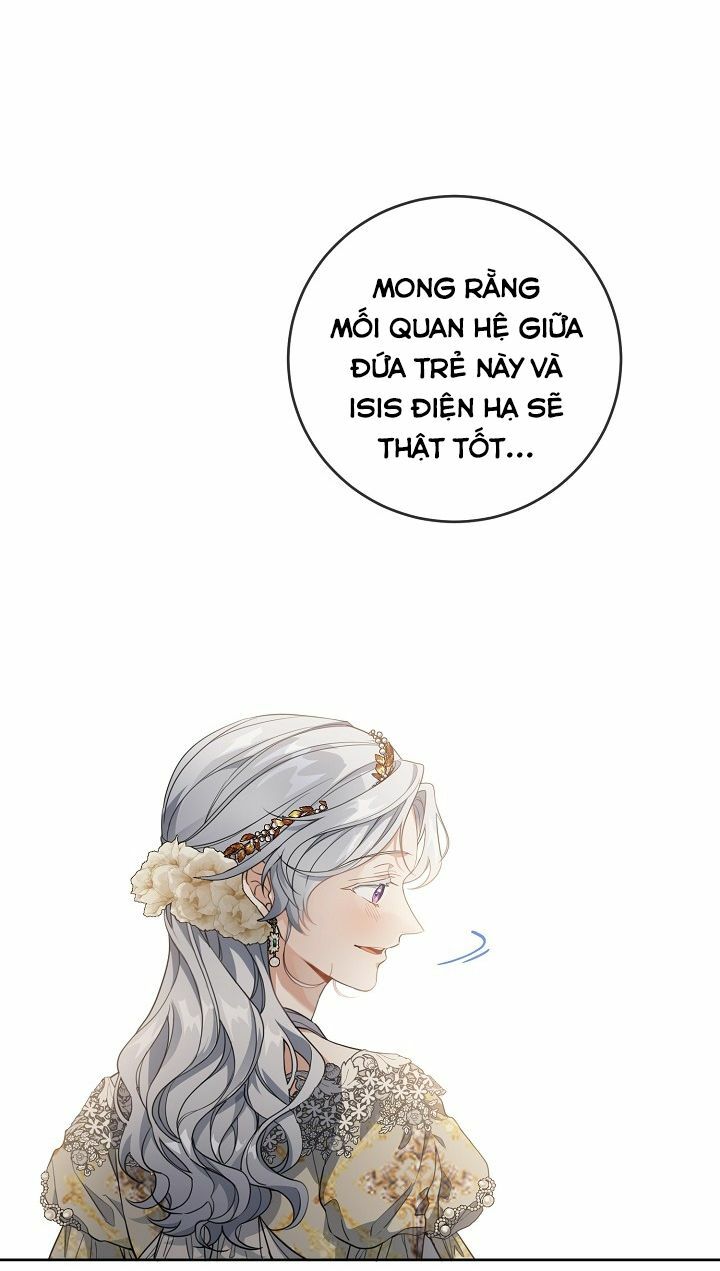 MONG RẰNG
MỐI QUAN HỆ GIỮA
ĐỨA TRẺ NÀY VÀ
ISIS ĐIỆN HẠ SẼ
THẬT TỐT...